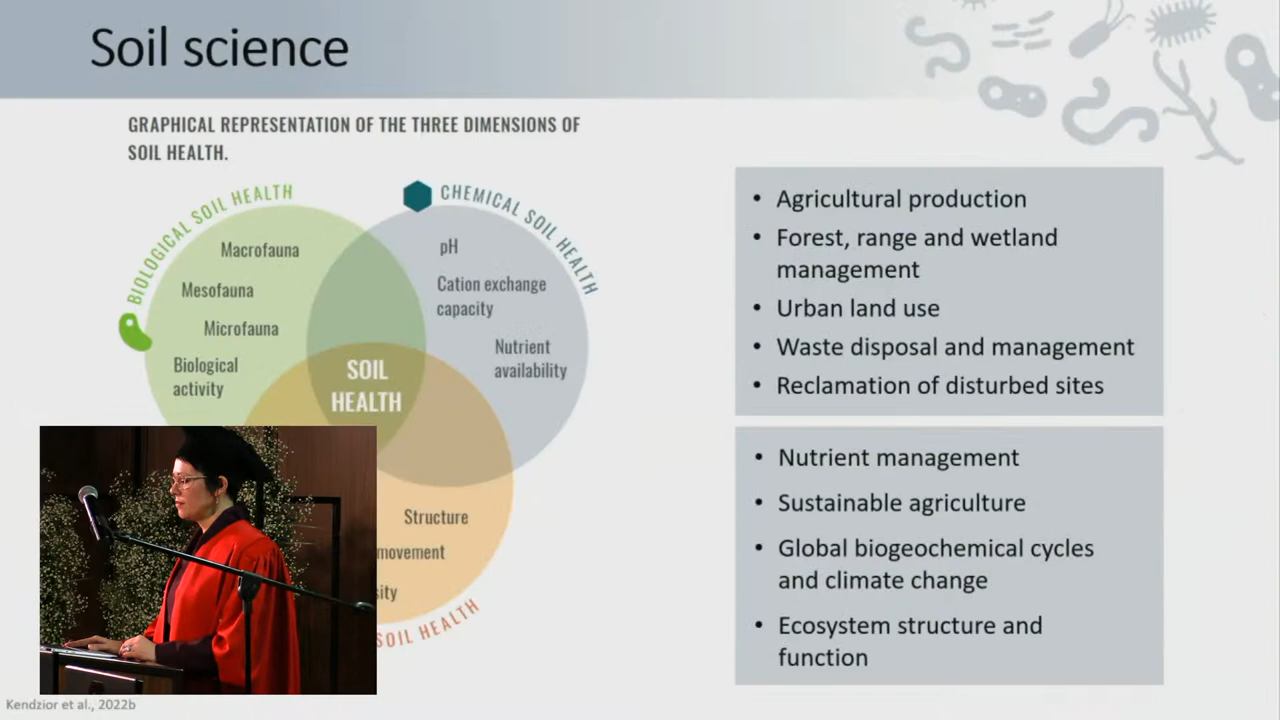 Soil science
GRAPHICAL REPRESENTATION OF THE THREE DIMENSIONS OF
SOIL HEALTH.
BIOLOGICAL SOIL HEALTH
Macrofauna
Mesofauna
Microfauna
Biological
activity
CHEMICAL SOIL HEALTH
pH
Cation exchange
capacity
Nutrient
availability
SOIL
HEALTH
Structure
movement
SOIL HEALTH
• Agricultural production
• Forest, range and wetland
management
• Urban land use
• Waste disposal and management
• Reclamation of disturbed sites
• Nutrient management
• Sustainable agriculture
• Global biogeochemical cycles
and climate change
• Ecosystem structure and
function
Kendzior et al., 2022b